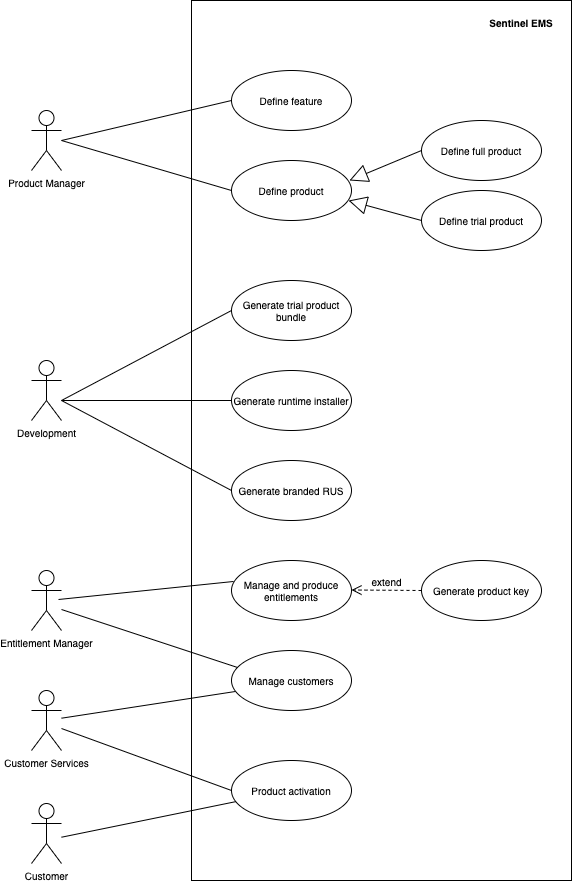 Sentinel EMS
Define feature
Define full product
Product Manager
Define product
Define trial product
Generate trial product
bundle
Generate runtime installer
Development
Generate branded RUS
extend
Manage and produce
entitlements
Generate product key
Entitlement Manager
Manage customers
Customer Services
Product activation
Customer